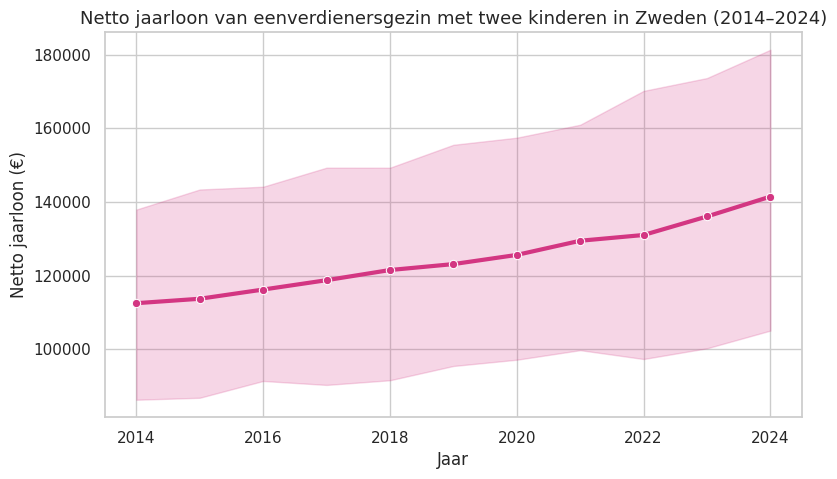 Netto jaarloon van eenverdienersgezin met twee kinderen in Zweden (2014–2024)
Netto jaarloon (€)
180000
160000
140000
120000
100000
2014 2016 2018 2020 2022 2024
Jaar